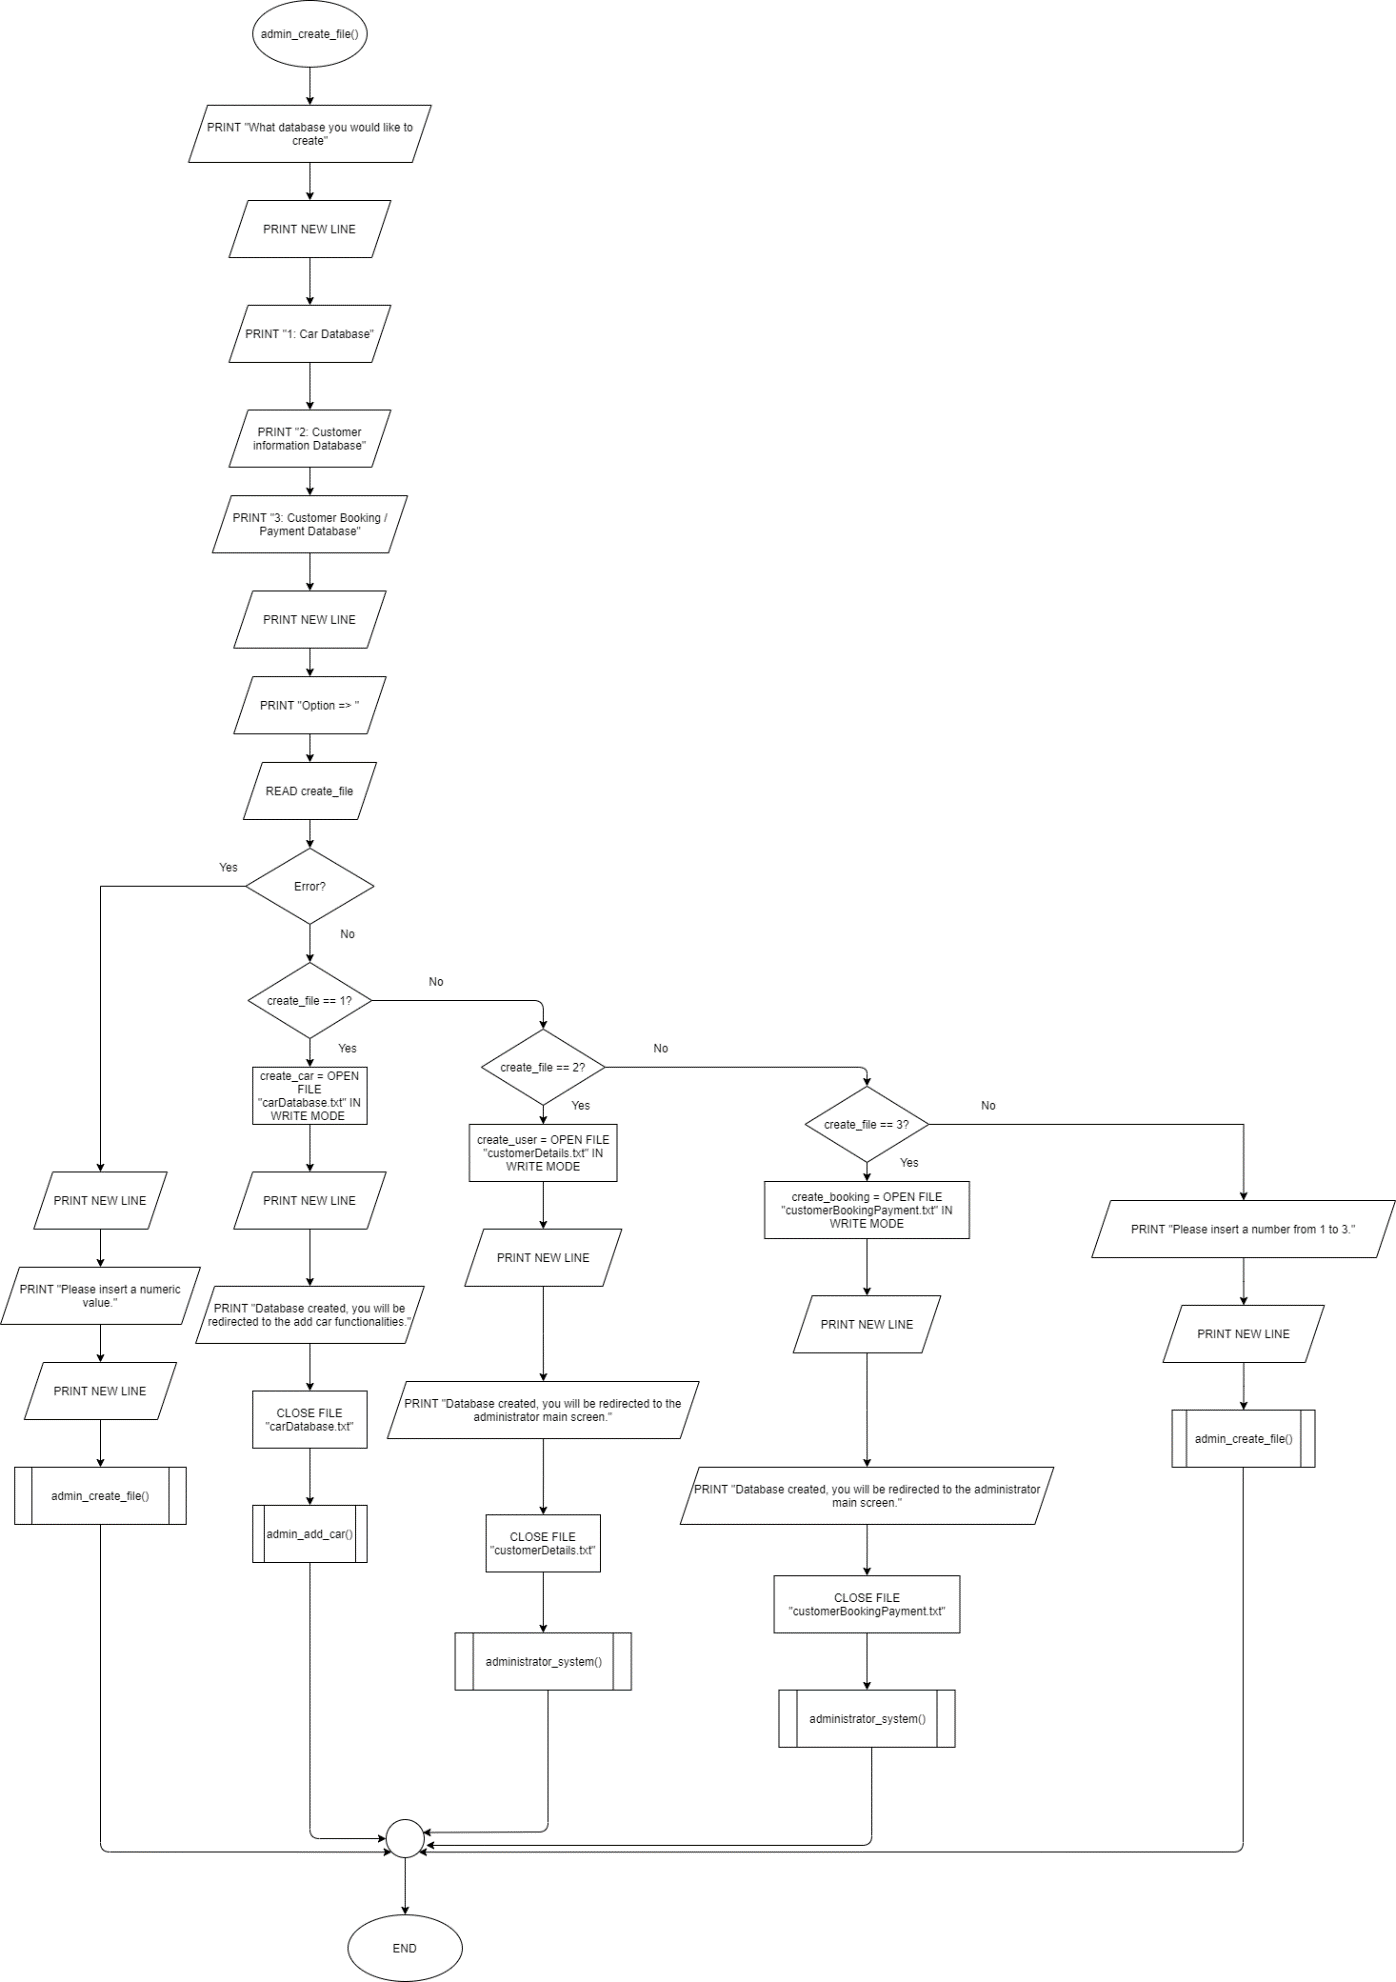 admin_create_file()
PRINT "What database you would like to
create"
PRINT NEW LINE
PRINT "1: Car Database"
PRINT "2: Customer
information Database"
PRINT "3: Customer Booking /
Payment Database"
PRINT NEW LINE
PRINT "Option => "
READ create_file
Error?
Yes
No
create_file == 1?
No
Yes
create_file == 2?
No
Yes
create_file == 3?
No
Yes
PRINT NEW LINE
PRINT "Please insert a numeric
value."
PRINT NEW LINE
admin_create_file()
create_car = OPEN
FILE
"carDatabase.txt" IN
WRITE MODE
PRINT NEW LINE
PRINT "Database created, you will be
redirected to the add car functionalities."
CLOSE FILE
"carDatabase.txt"
admin_add_car()
create_user = OPEN FILE
"customerDetails.txt" IN
WRITE MODE
PRINT NEW LINE
PRINT "Database created, you will be redirected to the
administrator main screen."
CLOSE FILE
"customerDetails.txt"
administrator_system()
create_booking = OPEN FILE
"customerBookingPayment.txt" IN
WRITE MODE
PRINT NEW LINE
PRINT "Database created, you will be redirected to the administrator
main screen."
CLOSE FILE
"customerBookingPayment.txt"
administrator_system()
PRINT "Please insert a number from 1 to 3."
PRINT NEW LINE
admin_create_file()
END